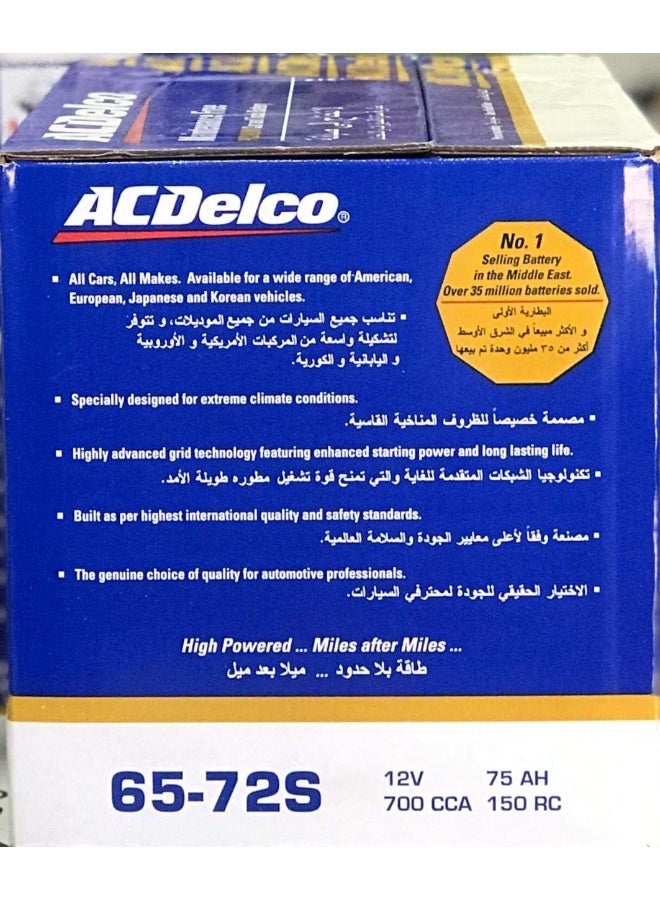 ACDelco
Maintenance Free
ACDelco®
No. 1
Selling Battery
in the Middle East.
Over 35 million batteries sold.
البطارية الأولى
و الأكثر مبيعاً في الشرق الأوسط
أكثر من ٣٥ مليون وحدة تم بيعها
▪ All Cars, All Makes. Available for a wide range of American,
European, Japanese and Korean vehicles.
▪ تناسب جميع السيارات من جميع الموديلات، و تتوفر
لتشكيلة واسعة من المركبات الأمريكية و الأوروبية
و اليابانية و الكورية.
▪ Specially designed for extreme climate conditions.
▪ مصممة خصيصاً للظروف المناخية القاسية.
▪ Highly advanced grid technology featuring enhanced starting power and long lasting life.
▪ تكنولوجيا الشبكات المتقدمة للغاية والتي تمنح قوة تشغيل مطوره طويلة الأمد.
▪ Built as per highest international quality and safety standards.
▪ مصنعة وفقاً لأعلى معايير الجودة والسلامة العالمية.
▪ The genuine choice of quality for automotive professionals.
▪ الاختيار الحقيقي للجودة لمحترفي السيارات.
High Powered ... Miles after Miles ...
طاقة بلا حدود ... ميلا بعد ميل
65-72S
12V 75 AH
700 CCA 150 RC